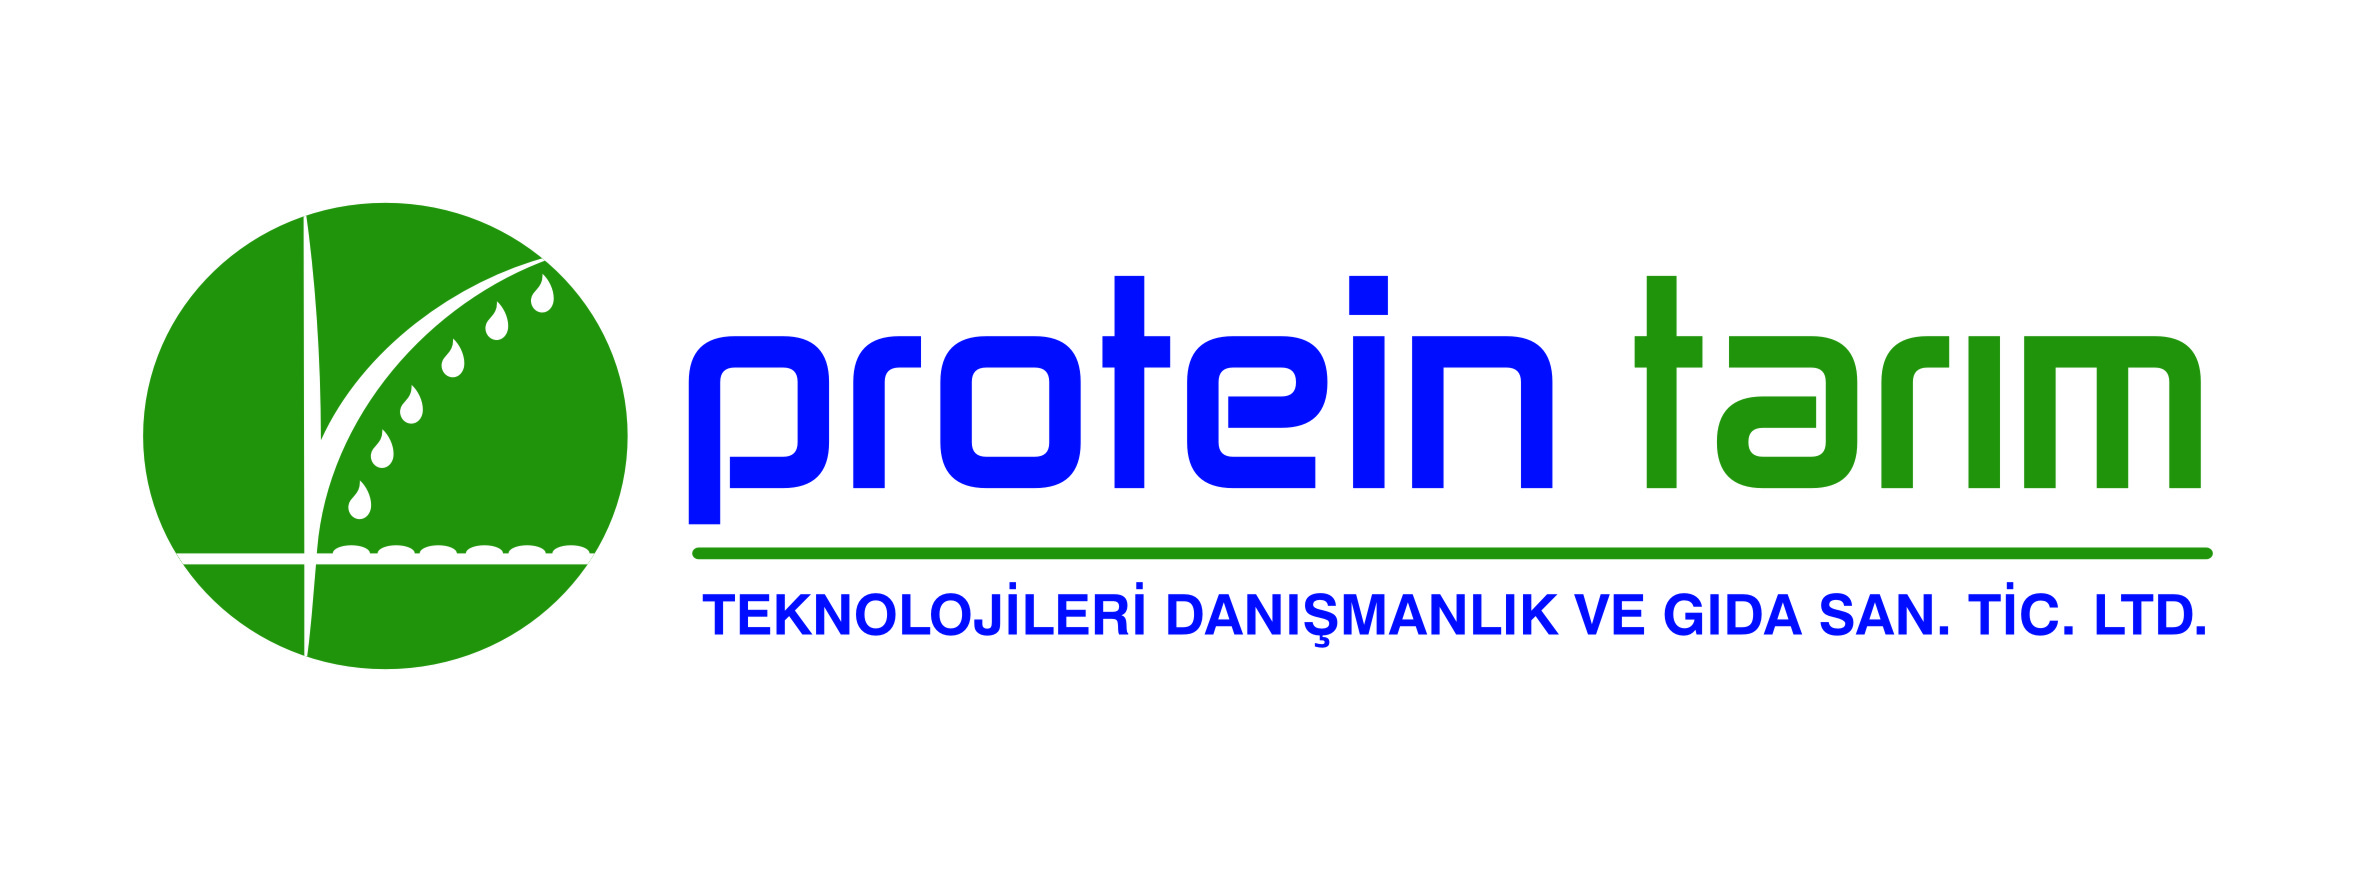 protein tarım
TEKNOLOJİLERİ DANIŞMANLIK VE GIDA SAN. TİC. LTD.